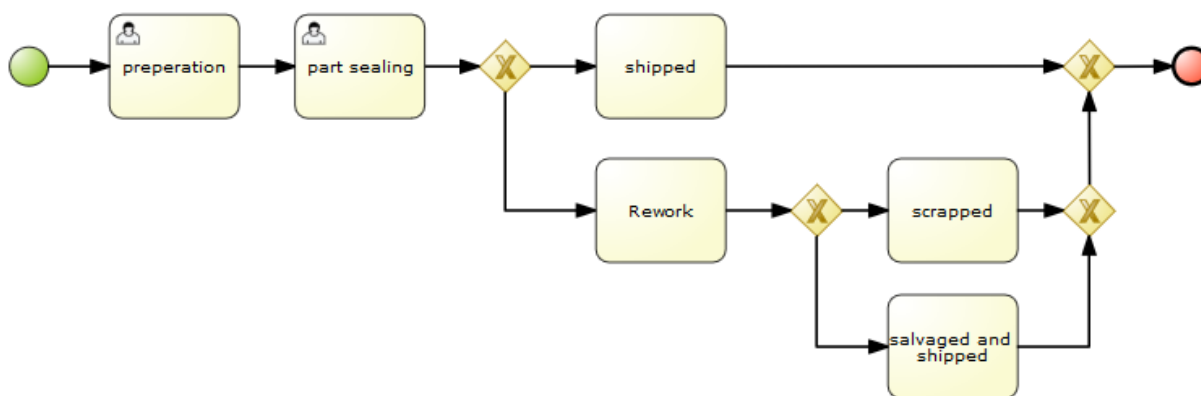 preperation
part sealing
shipped
Rework
scrapped
salvaged and
shipped